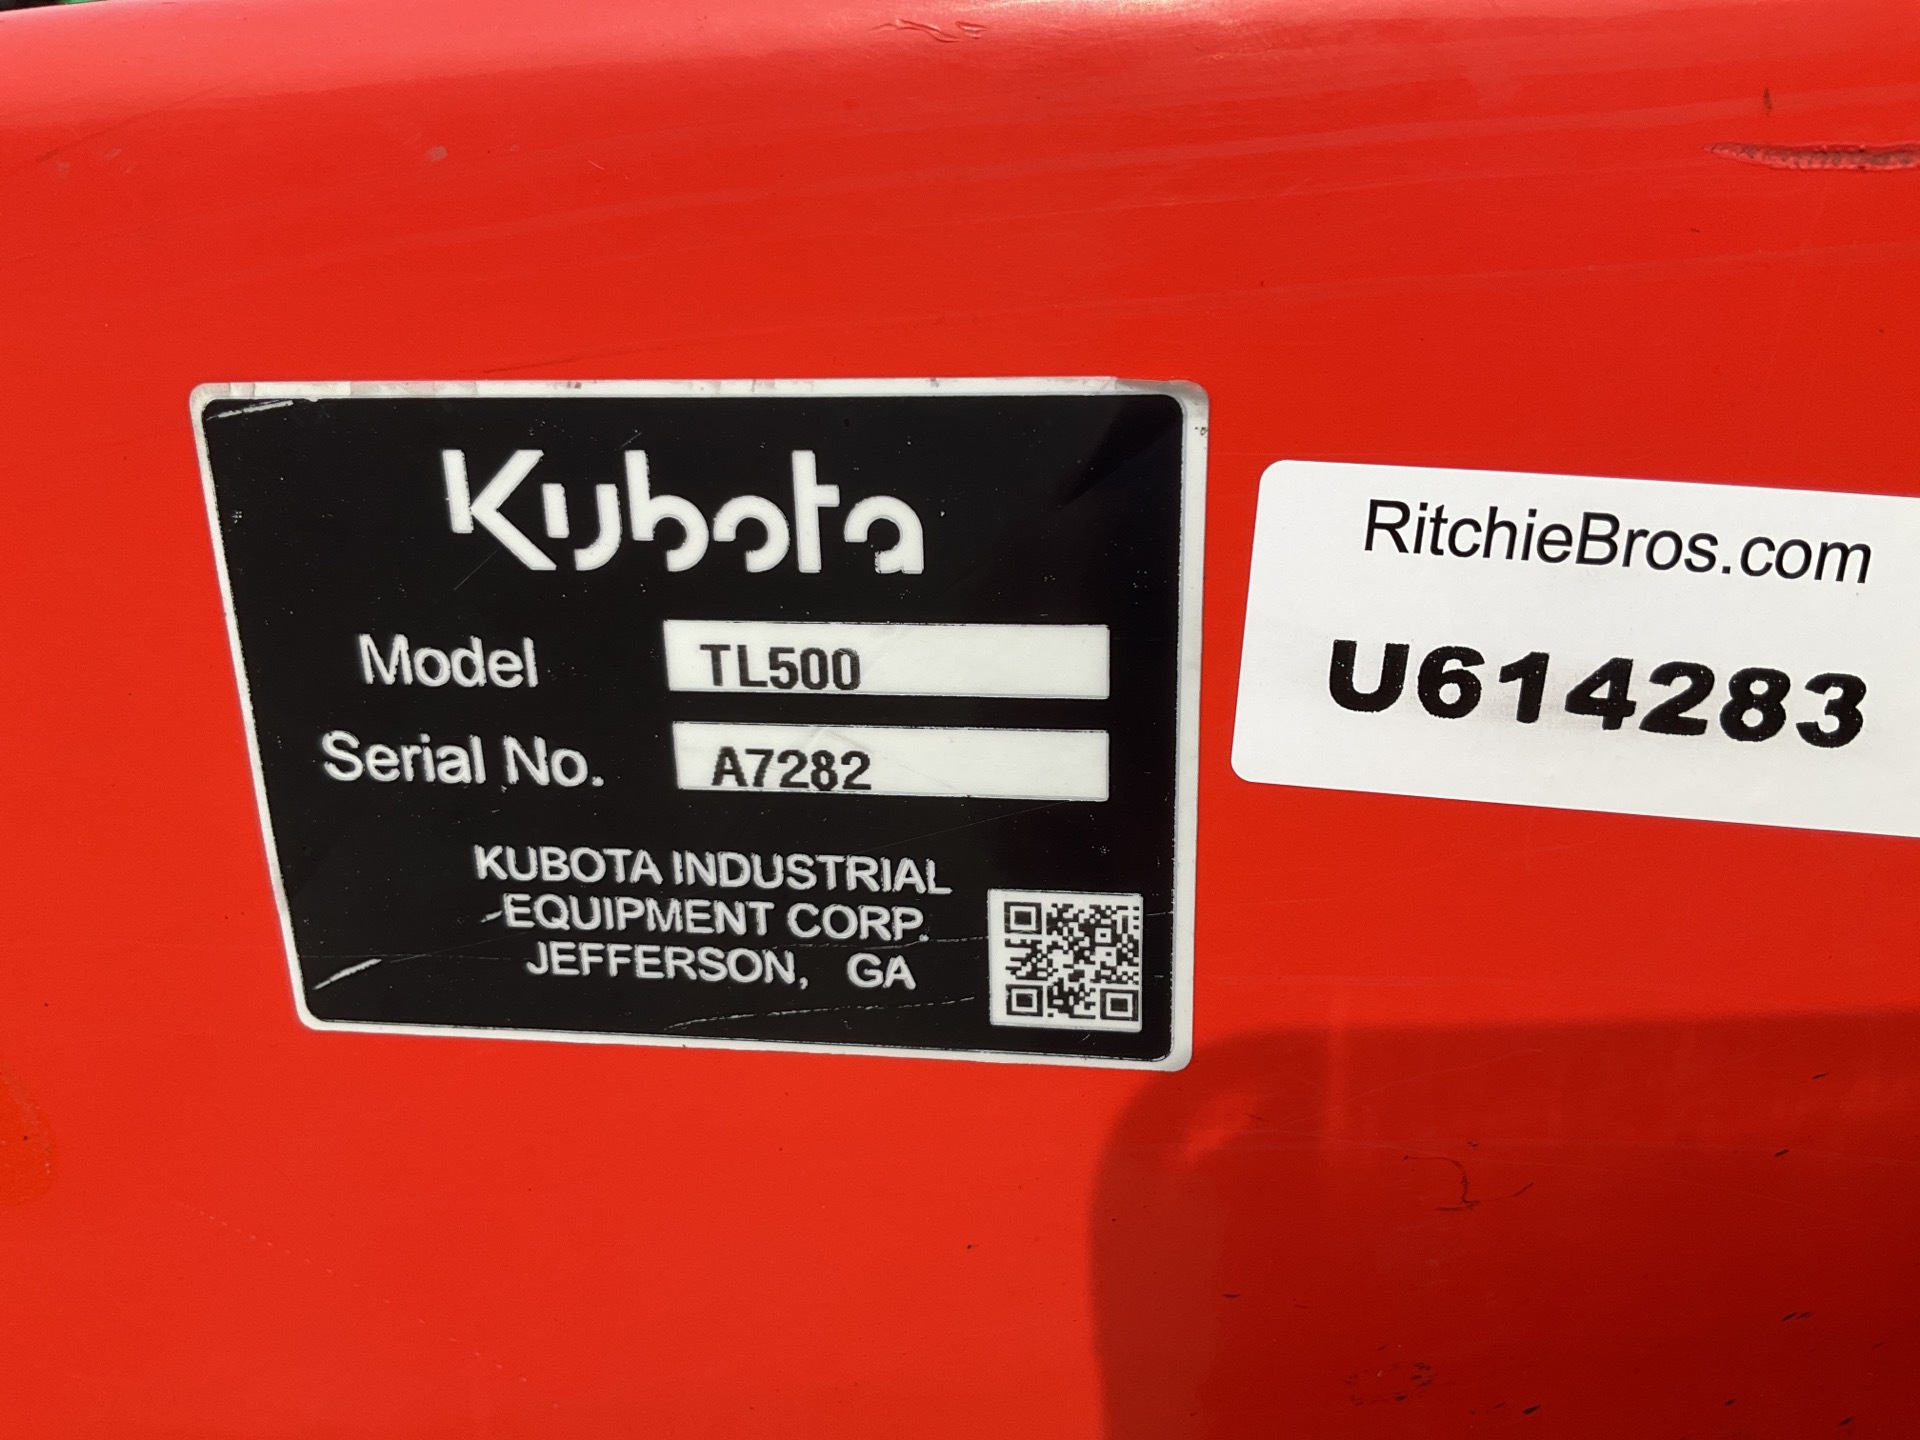 Kubota
Model TL500
Serial No. A7282
KUBOTA INDUSTRIAL
EQUIPMENT CORP.
JEFFERSON, GA
RitchieBros.com
U614283